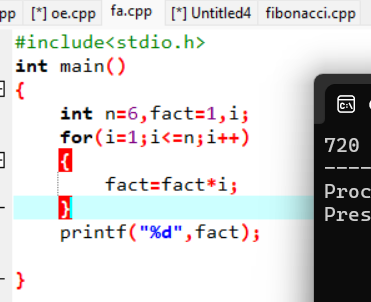 pp [*] oe.cpp fa.cpp [*] Untitled4 fibonacci.cpp
#include<stdio.h>
int main()
{
int n=6,fact=1,i;
for(i=1;i<=n;i++)
{
fact=fact*i;
}
printf("%d",fact);
}
720
----
Proc
Pres